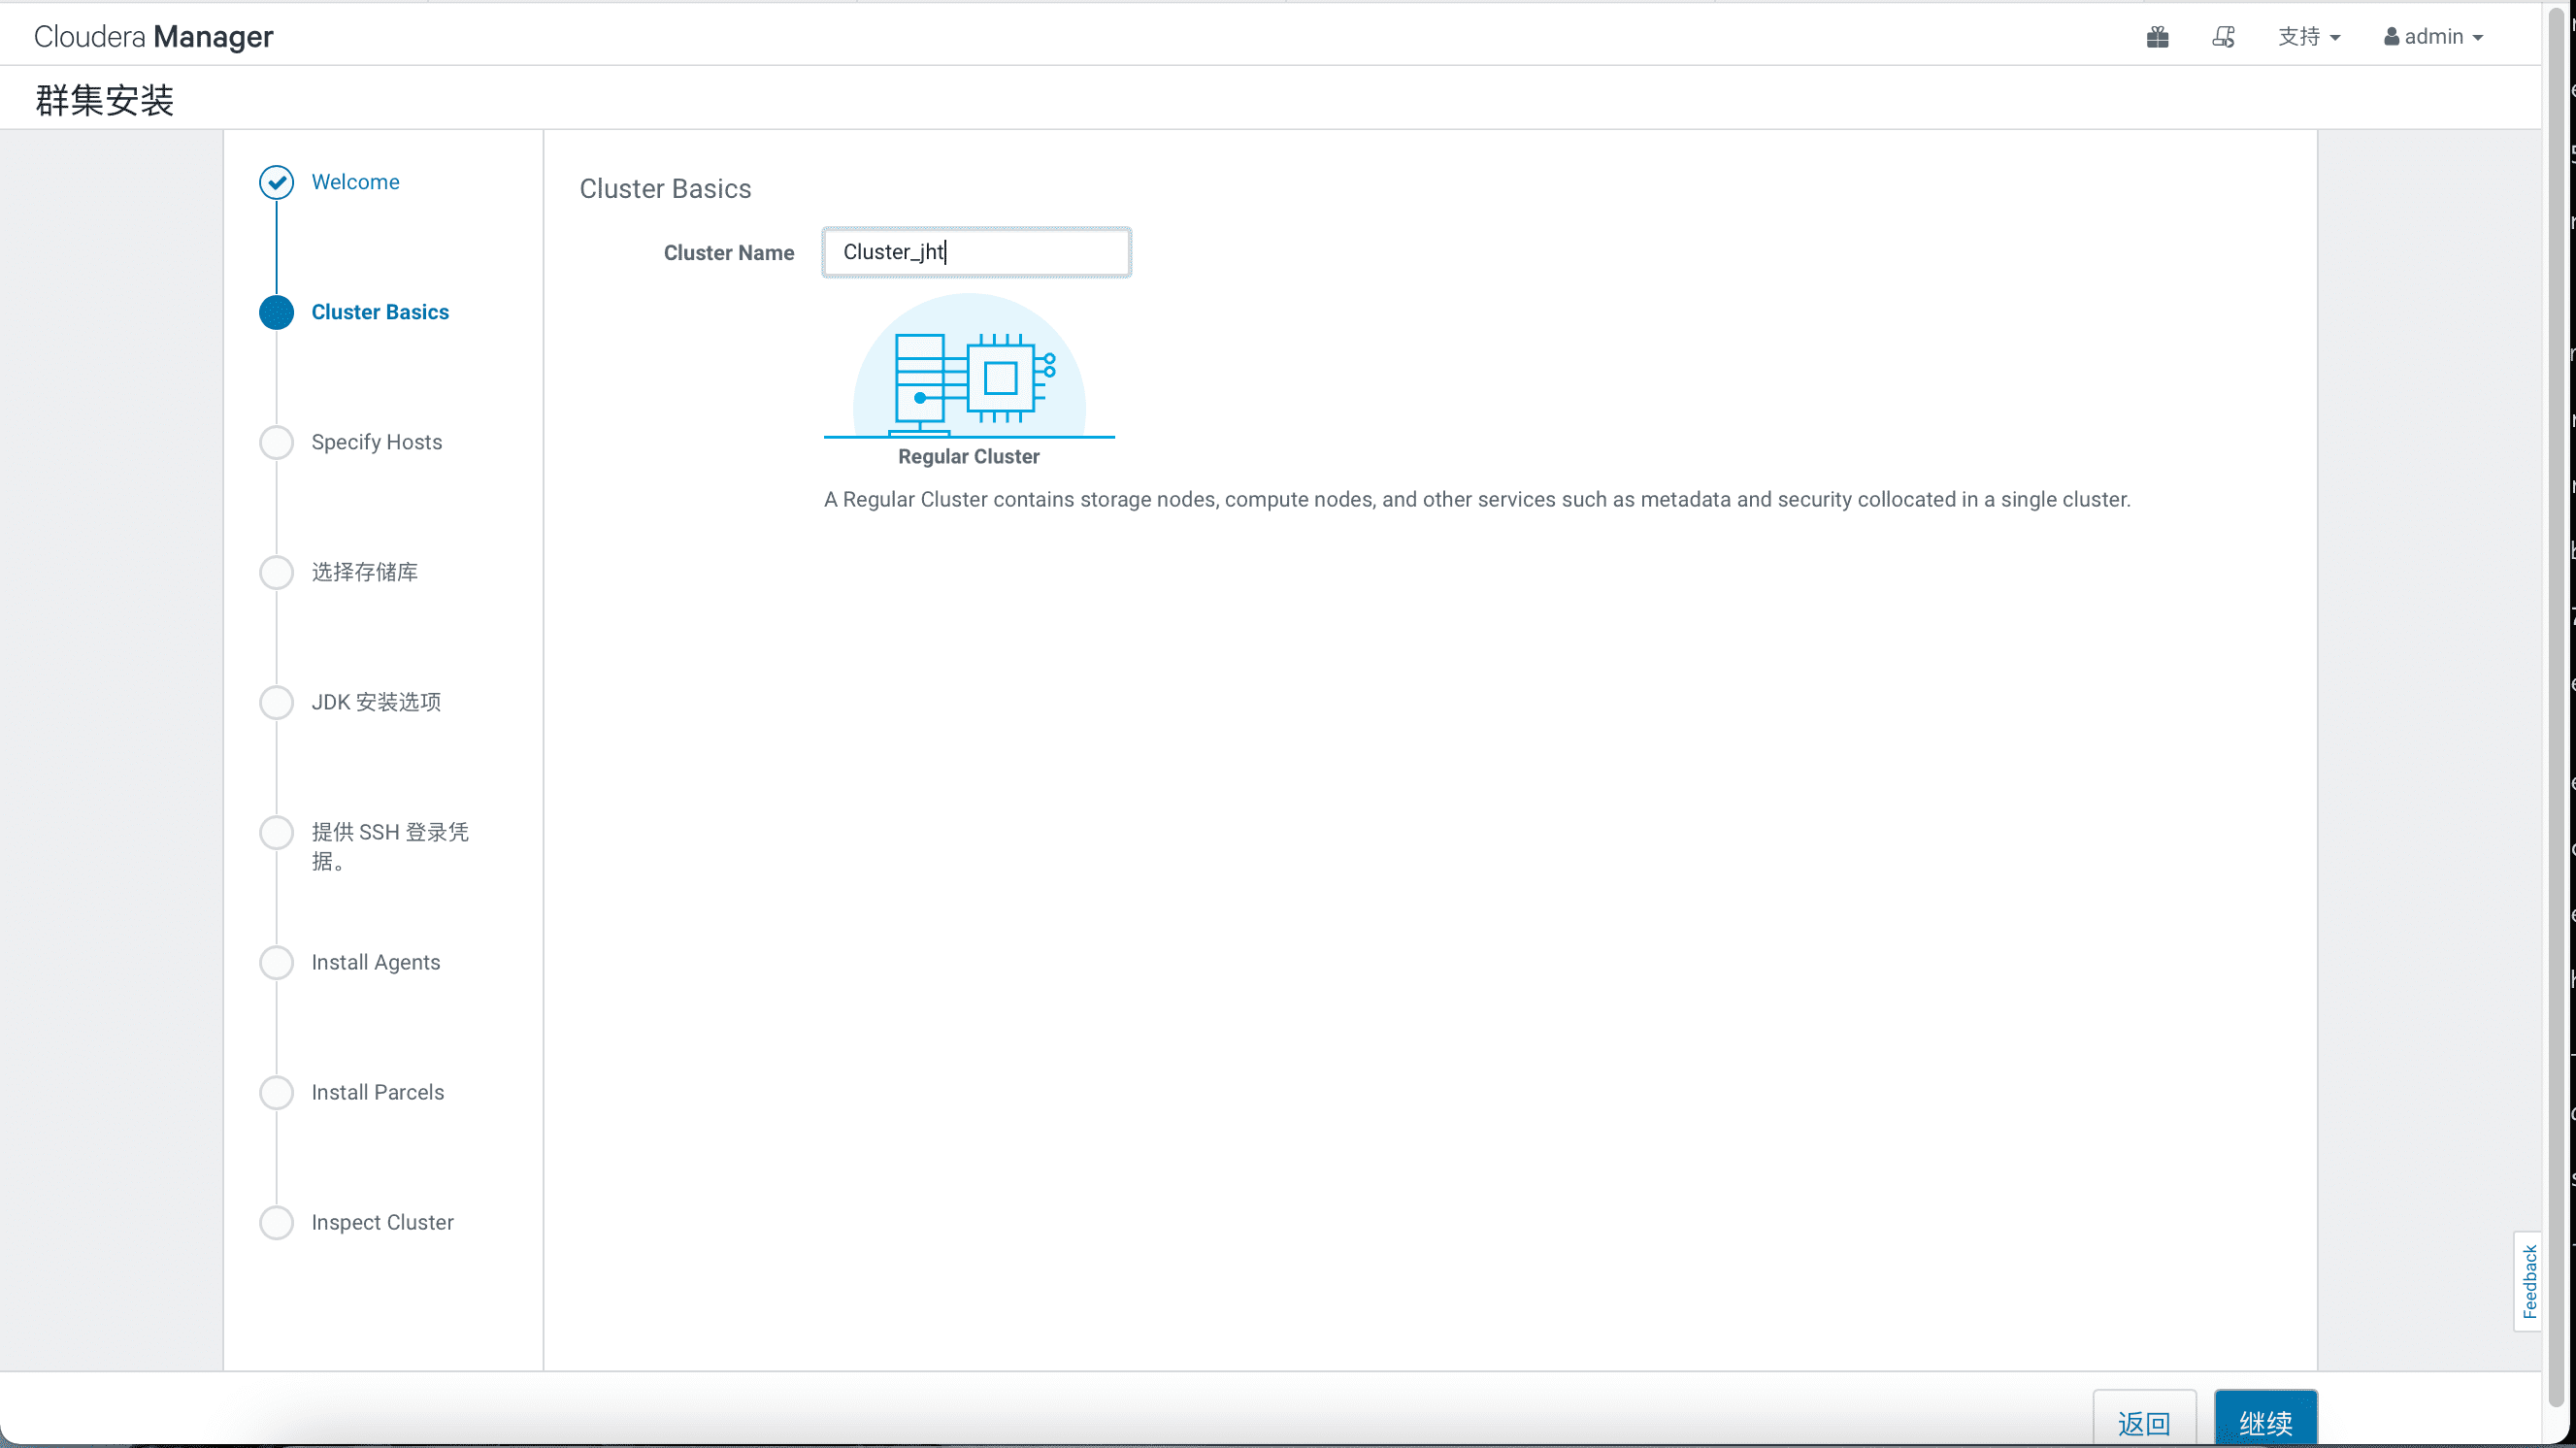 Cloudera Manager
支持
admin
群集安装
Welcome
Cluster Basics
Specify Hosts
选择存储库
JDK 安装选项
提供 SSH 登录凭
据。
Install Agents
Install Parcels
Inspect Cluster
Cluster Basics
Cluster Name
Cluster_jht
Regular Cluster
A Regular Cluster contains storage nodes, compute nodes, and other services such as metadata and security collocated in a single cluster.
Feedback
返回
继续